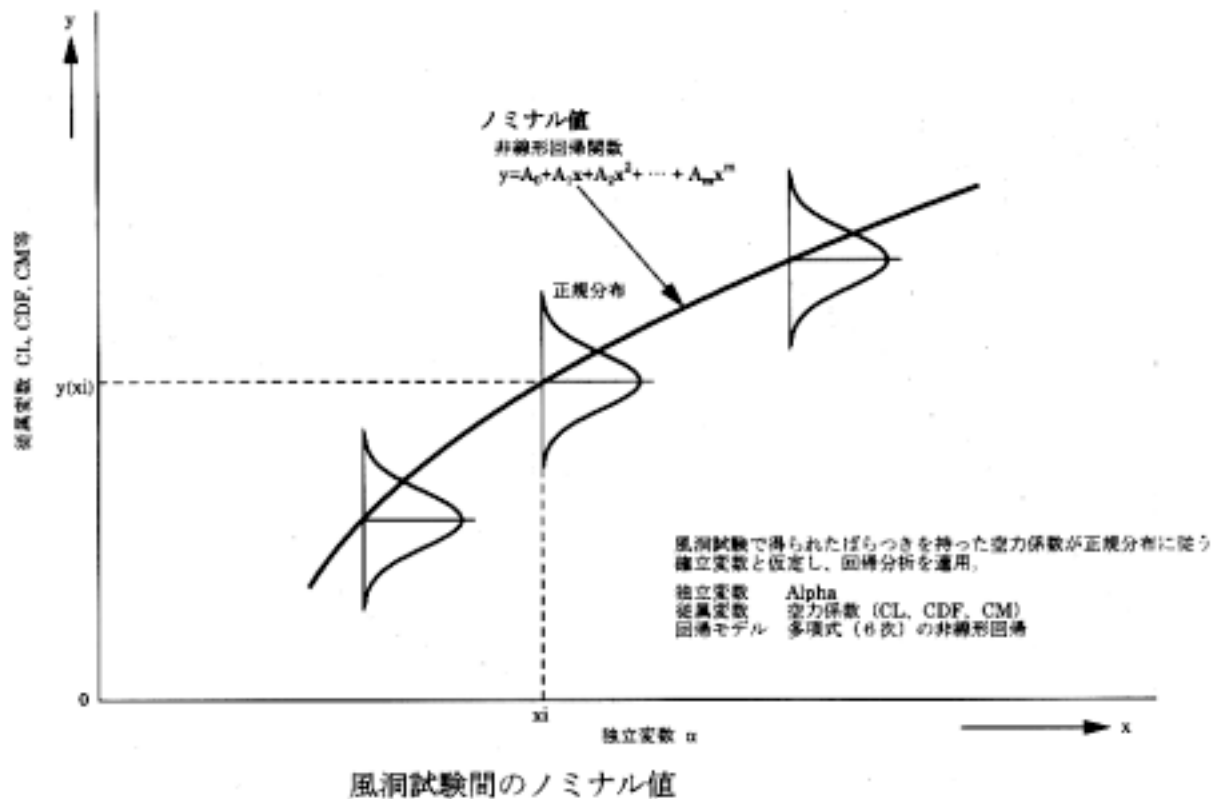 y
ノミナル値
非線形回帰関数
y=A₀+A₁x+A₂x²+ ⋯ + Aₘxᵐ
正規分布
従属変数 CL, CDF, CM等
y(xi)
風洞試験で得られたばらつきを持った空力係数が正規分布に従う
確立変数と仮定し、回帰分析を適用。
独立変数 Alpha
従属変数 空力係数（CL、CDF、CM）
回帰モデル 多項式（6次）の非線形回帰
0
xi
x
独立変数 α
風洞試験間のノミナル値